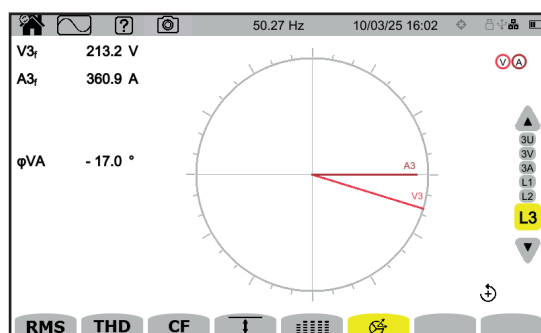 ?
50.27 Hz 10/03/25 16:02
V3f 213.2 V
A3f 360.9 A
φVA - 17.0 °
V A
A3
V3
3U
3V
3A
L1
L2
L3
RMS THD CF